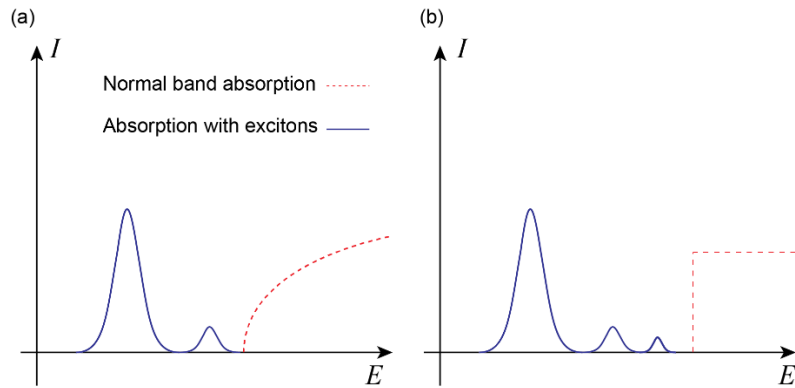 (a)
I
Normal band absorption
Absorption with excitons
E
(b)
I
E